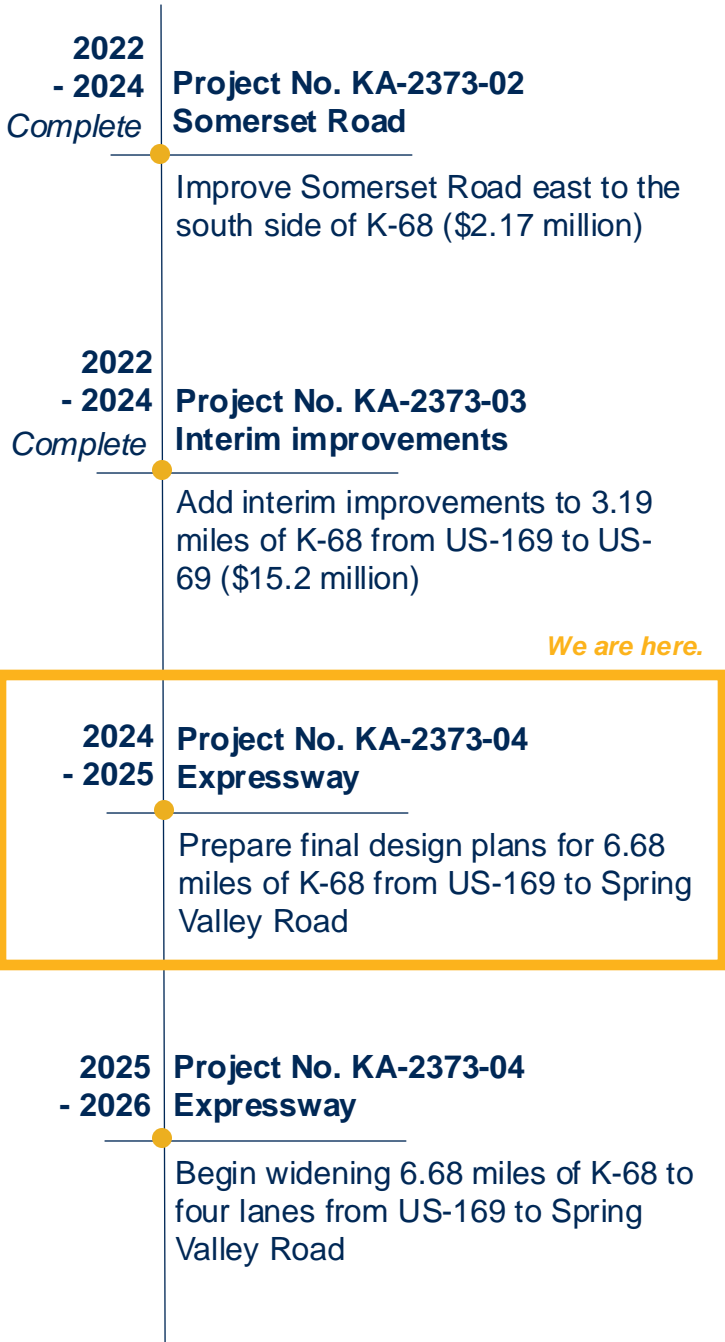 2022
- 2024
Complete
Project No. KA-2373-02
Somerset Road
Improve Somerset Road east to the
south side of K-68 ($2.17 million)
2022
- 2024
Complete
Project No. KA-2373-03
Interim improvements
Add interim improvements to 3.19
miles of K-68 from US-169 to US-
69 ($15.2 million)
We are here.
2024
- 2025
Project No. KA-2373-04
Expressway
Prepare final design plans for 6.68
miles of K-68 from US-169 to Spring
Valley Road
2025
- 2026
Project No. KA-2373-04
Expressway
Begin widening 6.68 miles of K-68 to
four lanes from US-169 to Spring
Valley Road